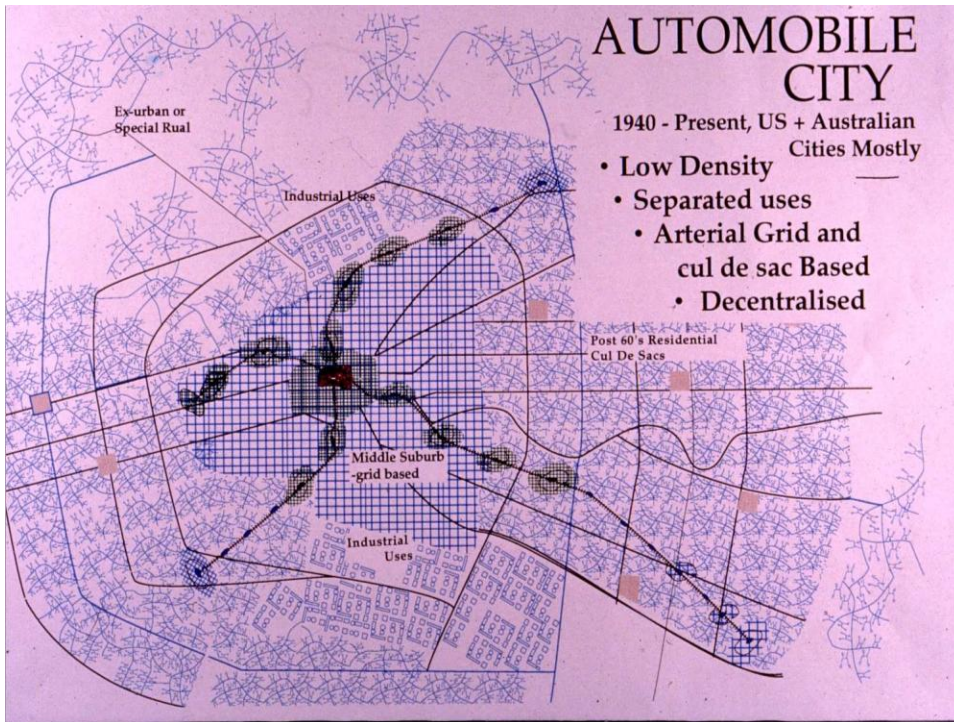 AUTOMOBILE
CITY
1940 - Present, US + Australian
Cities Mostly
• Low Density
• Separated uses
• Arterial Grid and
cul de sac Based
• Decentralised
Ex-urban or
Special Rual
Industrial Uses
Post 60's Residential
Cul De Sacs
Middle Suburb
-grid based
Industrial
Uses